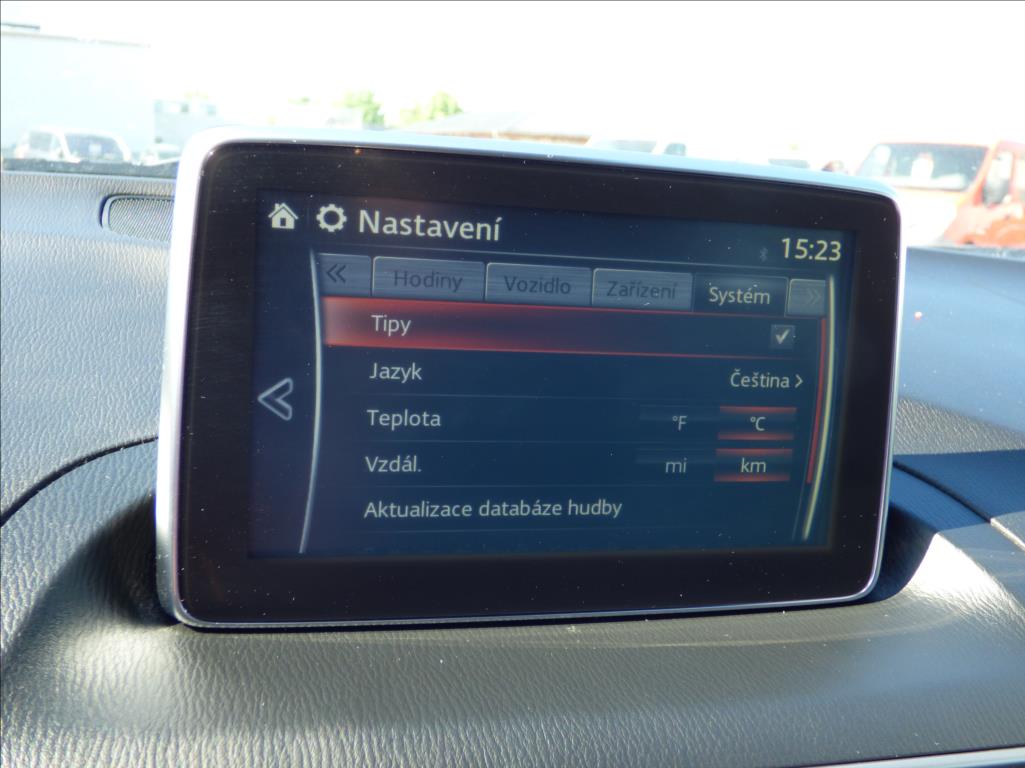 Nastavení
15:23
« Hodiny Vozidlo Zařízení Systém »
Tipy
Jazyk Čeština >
Teplota °F °C
Vzdál. mi km
Aktualizace databáze hudby